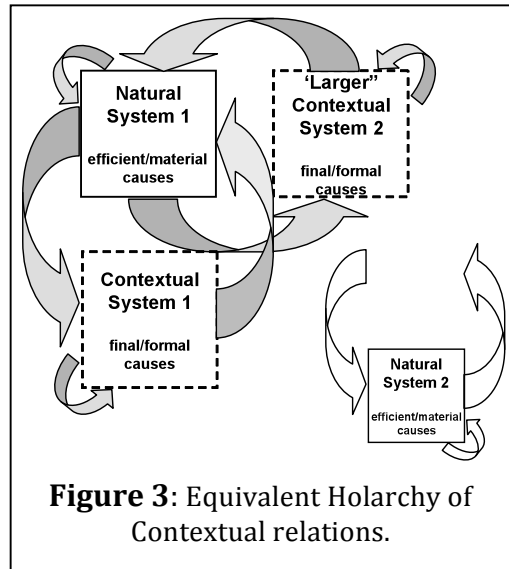 Natural
System 1
efficient/material
causes
‘Larger”
Contextual
System 2
final/formal
causes
Contextual
System 1
final/formal
causes
Natural
System 2
efficient/material
causes
Figure 3: Equivalent Holarchy of
Contextual relations.